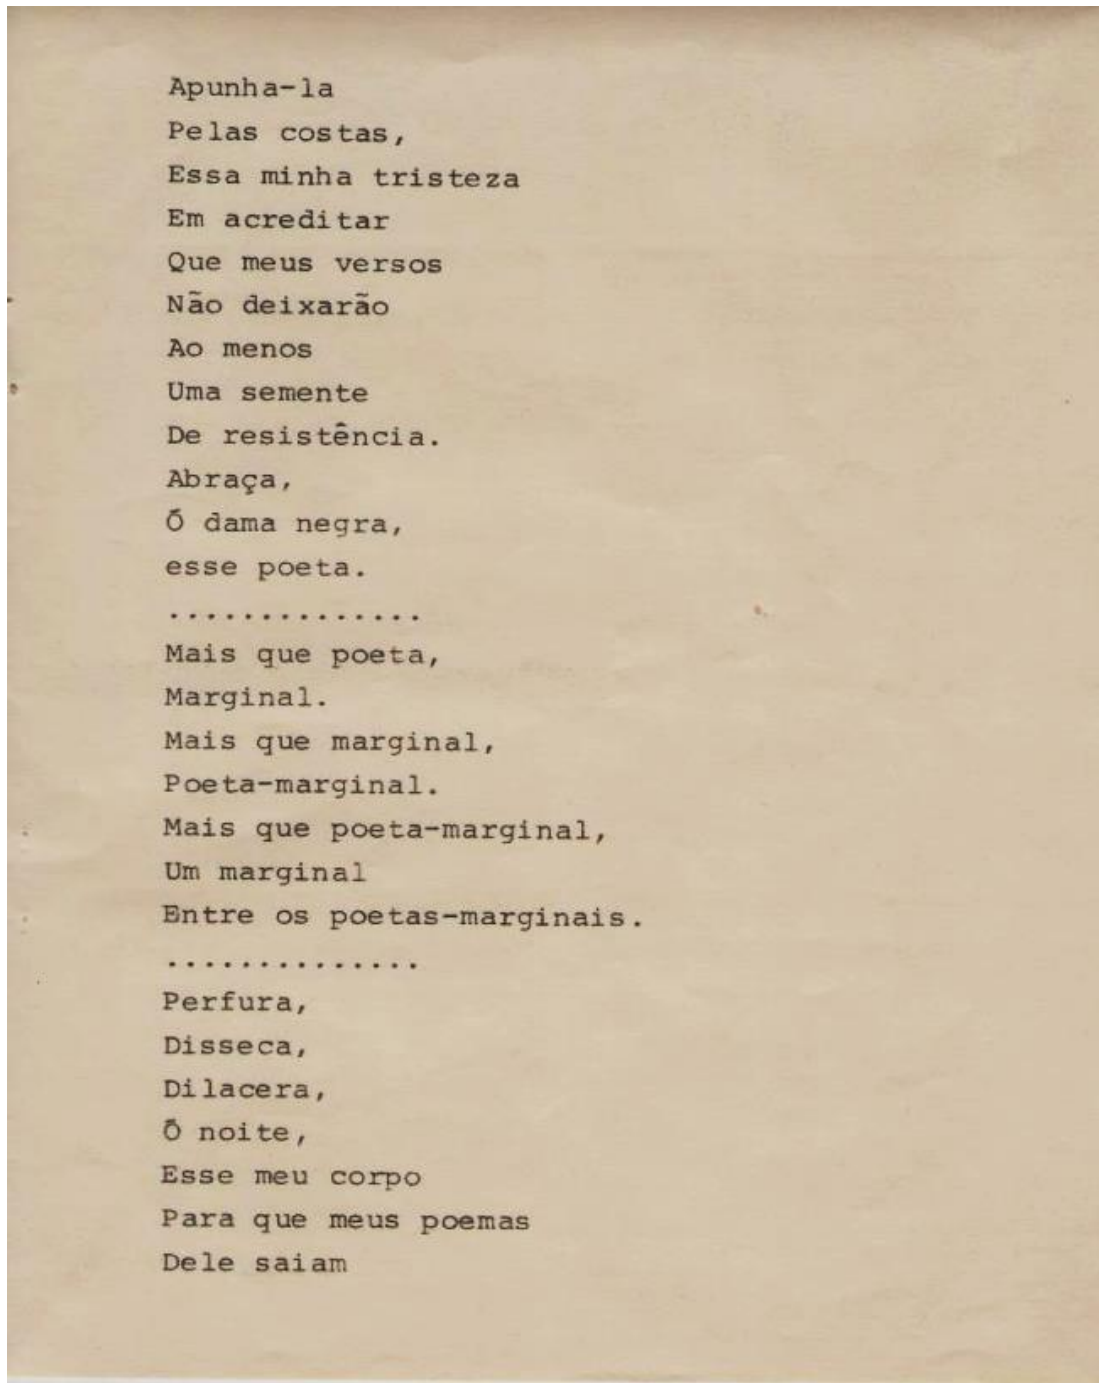 Apunha-la
Pelas costas,
Essa minha tristeza
Em acreditar
Que meus versos
Não deixarão
Ao menos
Uma semente
De resistência.
Abraça,
Ó dama negra,
esse poeta.
..............
Mais que poeta,
Marginal.
Mais que marginal,
Poeta-marginal.
Mais que poeta-marginal,
Um marginal
Entre os poetas-marginais.
..............
Perfura,
Disseca,
Dilacera,
Õ noite,
Esse meu corpo
Para que meus poemas
Dele saiam